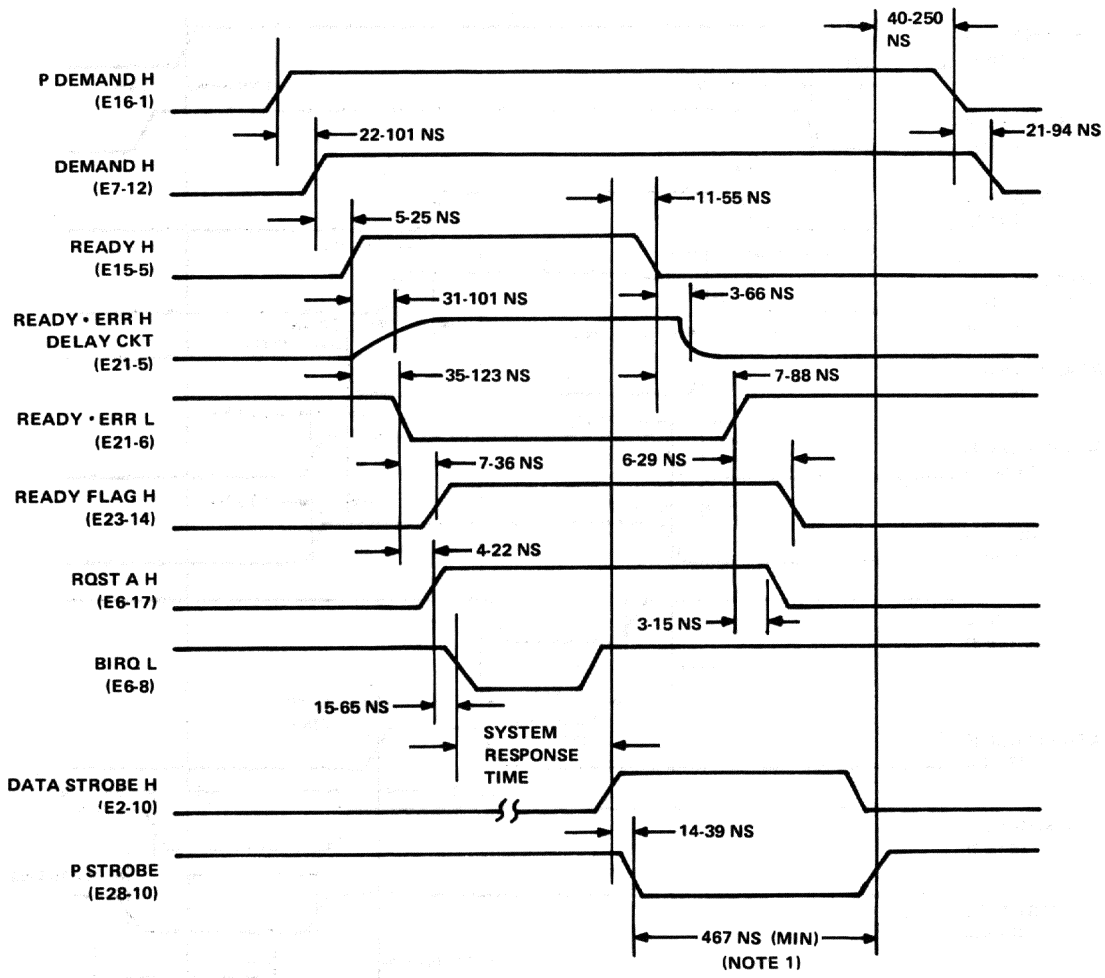 40-250
NS
P DEMAND H
(E16-1)
22-101 NS
21-94 NS
DEMAND H
(E7-12)
11-55 NS
5-25 NS
READY H
(E15-5)
31-101 NS
3-66 NS
READY • ERR H
DELAY CKT
(E21-5)
35-123 NS
7-88 NS
READY • ERR L
(E21-6)
7-36 NS
6-29 NS
READY FLAG H
(E23-14)
4-22 NS
RQST A H
(E6-17)
3-15 NS
BIRQ L
(E6-8)
15-65 NS
SYSTEM
RESPONSE
TIME
DATA STROBE H
(E2-10)
14-39 NS
P STROBE
(E28-10)
467 NS (MIN)
(NOTE 1)